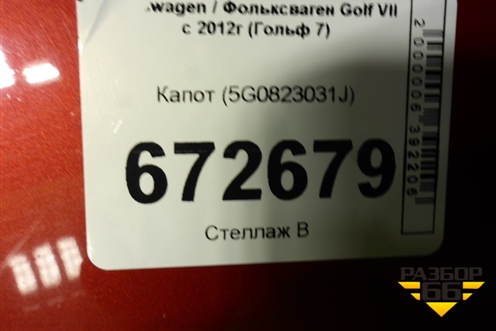 wagen / Фольксваген Golf VII
с 2012г (Гольф 7)
Капот (5G0823031J)
672679
Стеллаж В
2000006392206
РАЗБОР
66